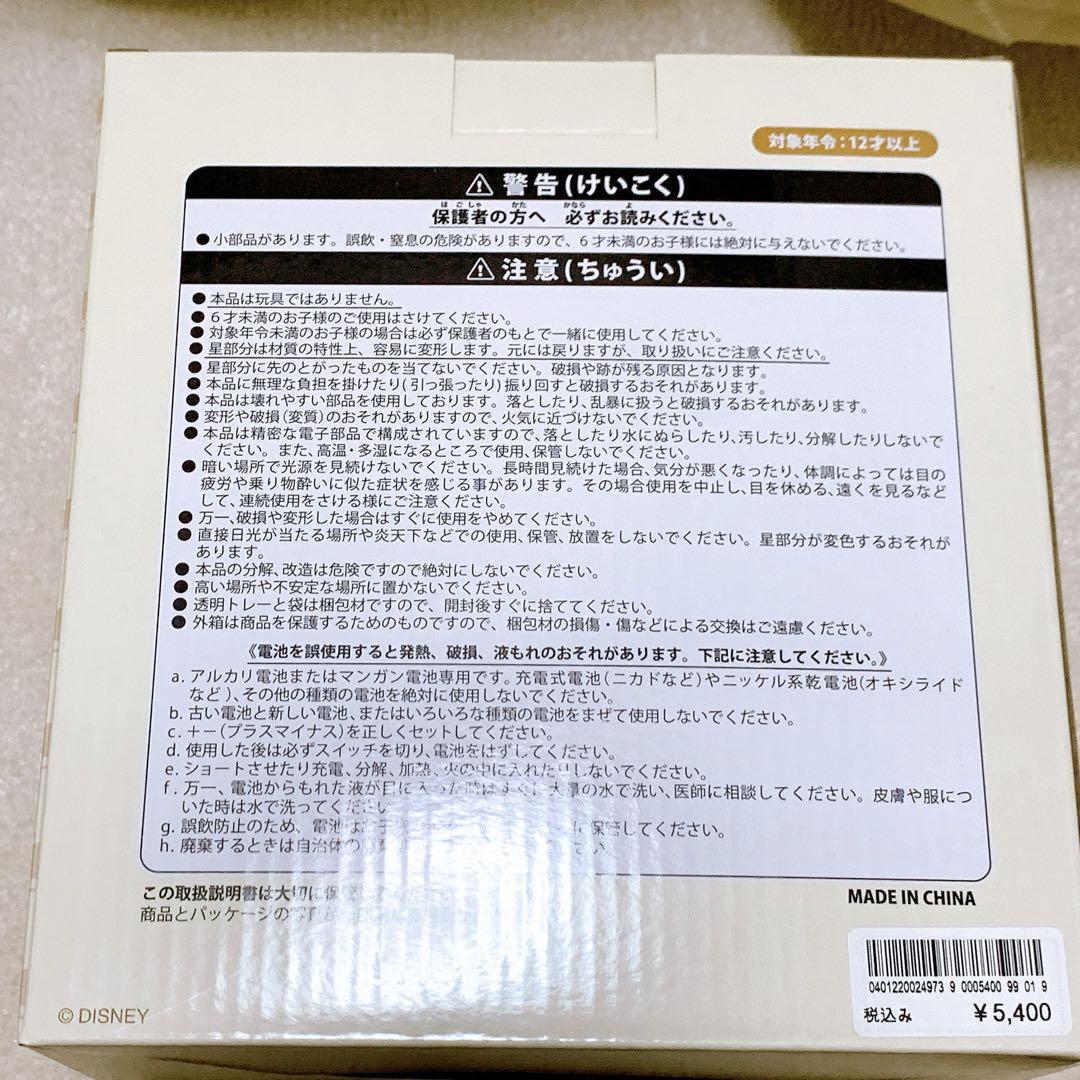 対象年令：12才以上
⚠ 警告(けいこく)
保護者の方へ 必ずお読みください。
●小部品があります。誤飲・窒息の危険がありますので、6才未満のお子様には絶対に与えないでください。
⚠ 注意(ちゅうい)
●本品は玩具ではありません。
●6才未満のお子様のご使用はさけてください。
●対象年令未満のお子様の場合は必ず保護者のもとで一緒に使用してください。
●星部分は材質の特性上、容易に変形します。元には戻りますが、取り扱いにご注意ください。
●星部分に先のとがったものを当てないでください。破損や跡が残る原因となります。
●本品に無理な負担を掛けたり(引っ張ったり)振り回すと破損するおそれがあります。
●本品は壊れやすい部品を使用しております。落としたり、乱暴に扱うと破損するおそれがあります。
●変形や破損(変質)のおそれがありますので、火気に近づけないでください。
●本品は精密な電子部品で構成されていますので、落としたり水にぬらしたり、汚したり、分解したりしないで
ください。また、高温・多湿になるところで使用、保管しないでください。
●暗い場所で光源を見続けないでください。長時間見続けた場合、気分が悪くなったり、体調によっては目の
疲労や乗り物酔いに似た症状を感じる事があります。その場合使用を中止し、目を休める、遠くを見るなど
して、連続使用をさける様にご注意ください。
●万一、破損や変形した場合はすぐに使用をやめてください。
●直接日光が当たる場所や炎天下などでの使用、保管、放置をしないでください。星部分が変色するおそれが
あります。
●本品の分解、改造は危険ですので絶対にしないでください。
●高い場所や不安定な場所に置かないでください。
●透明トレーと袋は梱包材ですので、開封後すぐに捨ててください。
●外箱は商品を保護するためのものですので、梱包材の損傷・傷などによる交換はご遠慮ください。
《電池を誤使用すると発熱、破損、液もれのおそれがあります。下記に注意してください。》
a. アルカリ電池またはマンガン電池専用です。充電式電池(ニカドなど)やニッケル系乾電池(オキシライド
など)、その他の種類の電池を絶対に使用しないでください。
b. 古い電池と新しい電池、またはいろいろな種類の電池をまぜて使用しないでください。
c. +−(プラスマイナス)を正しくセットしてください。
d. 使用した後は必ずスイッチを切り、電池をはずしてください。
e. ショートさせたり充電、分解、加熱、火の中に入れたりしないでください。
f. 万一、電池からもれた液が目に入った時はすぐに大量の水で洗い、医師に相談してください。皮膚や服につ
いた時は水で洗ってください
g. 誤飲防止のため、電池はお子 保管してください。
h. 廃棄するときは自治体の さい。
この取扱説明書は大切に保管してください
商品とパッケージの写真が
MADE IN CHINA
0401220024973 9 0005400 99 01 9
税込み ¥5,400
© DISNEY